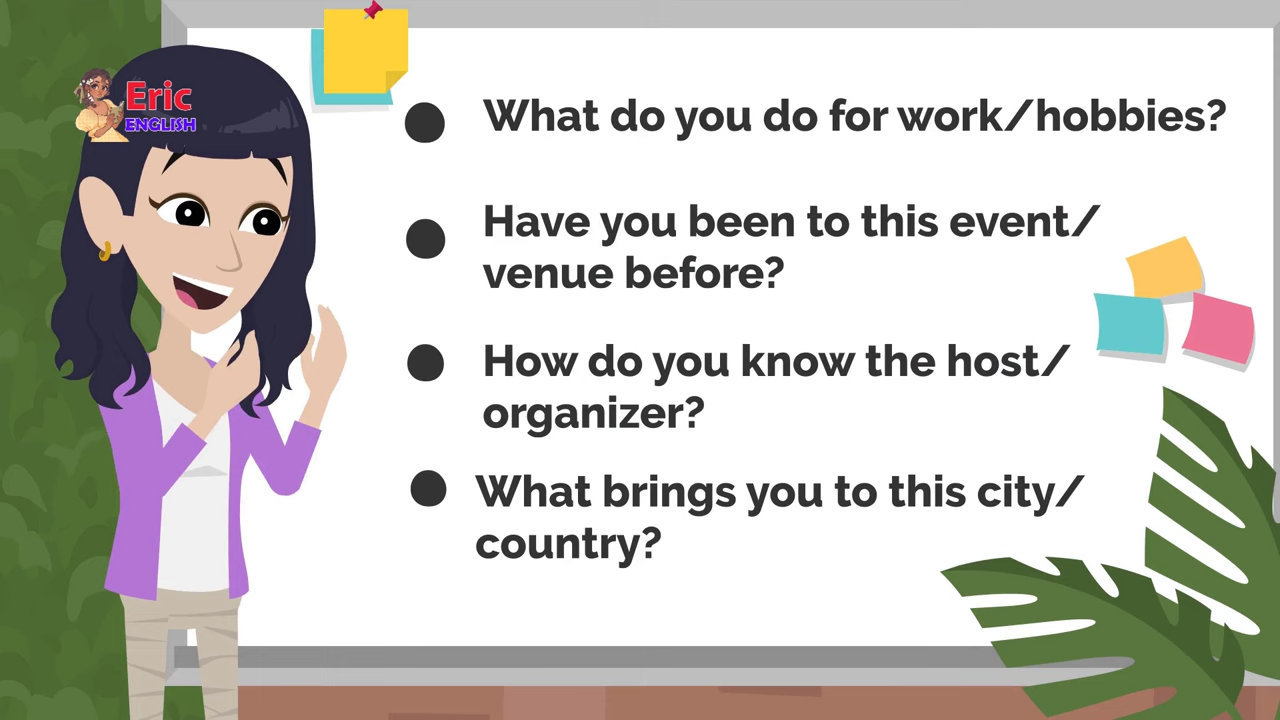 Eric
ENGLISH
What do you do for work/hobbies?
Have you been to this event/
venue before?
How do you know the host/
organizer?
What brings you to this city/
country?